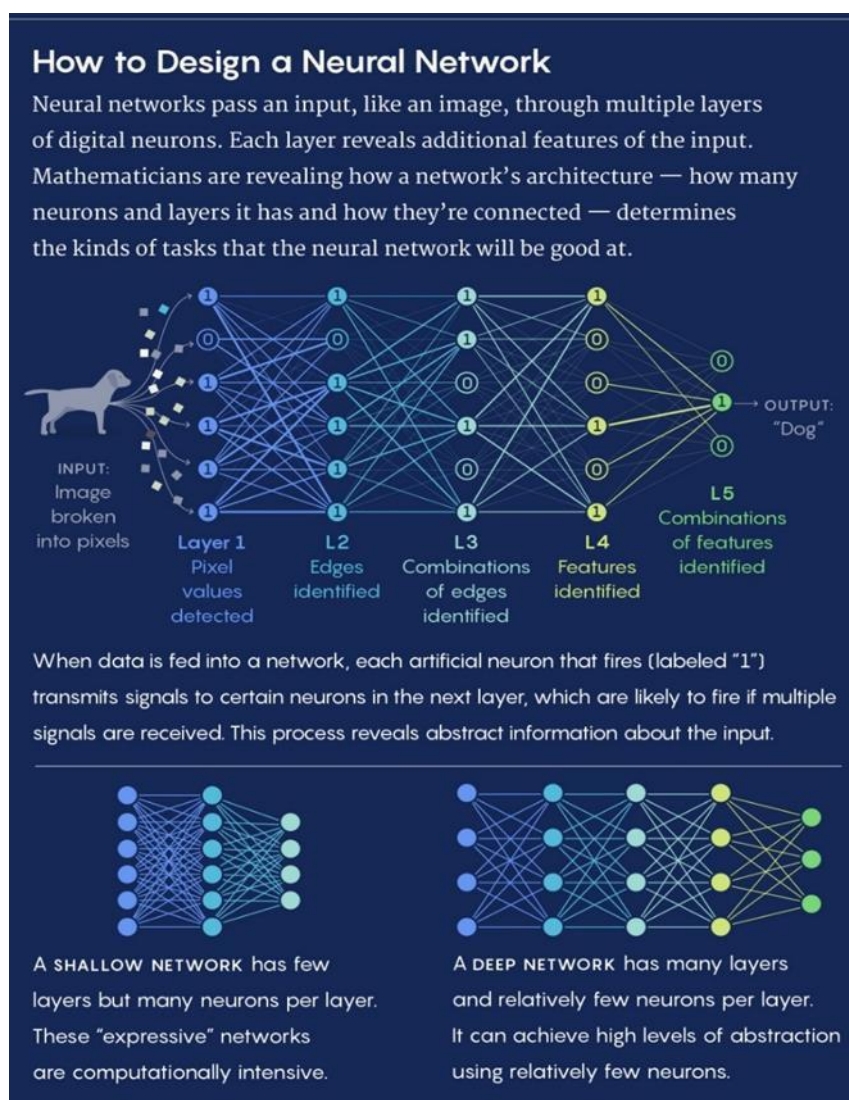 How to Design a Neural Network
Neural networks pass an input, like an image, through multiple layers
of digital neurons. Each layer reveals additional features of the input.
Mathematicians are revealing how a network’s architecture — how many
neurons and layers it has and how they’re connected — determines
the kinds of tasks that the neural network will be good at.
1 1 1 1
0 0 1 0 0
1 1 0 0 1
1 1 1 1 0
1 1 0 0
1 1 1 1
OUTPUT:
“Dog”
INPUT:
Image
broken
into pixels
Layer 1
Pixel
values
detected
L2
Edges
identified
L3
Combinations
of edges
identified
L4
Features
identified
L5
Combinations
of features
identified
When data is fed into a network, each artificial neuron that fires (labeled “1”)
transmits signals to certain neurons in the next layer, which are likely to fire if multiple
signals are received. This process reveals abstract information about the input.
A SHALLOW NETWORK has few
layers but many neurons per layer.
These “expressive” networks
are computationally intensive.
A DEEP NETWORK has many layers
and relatively few neurons per layer.
It can achieve high levels of abstraction
using relatively few neurons.